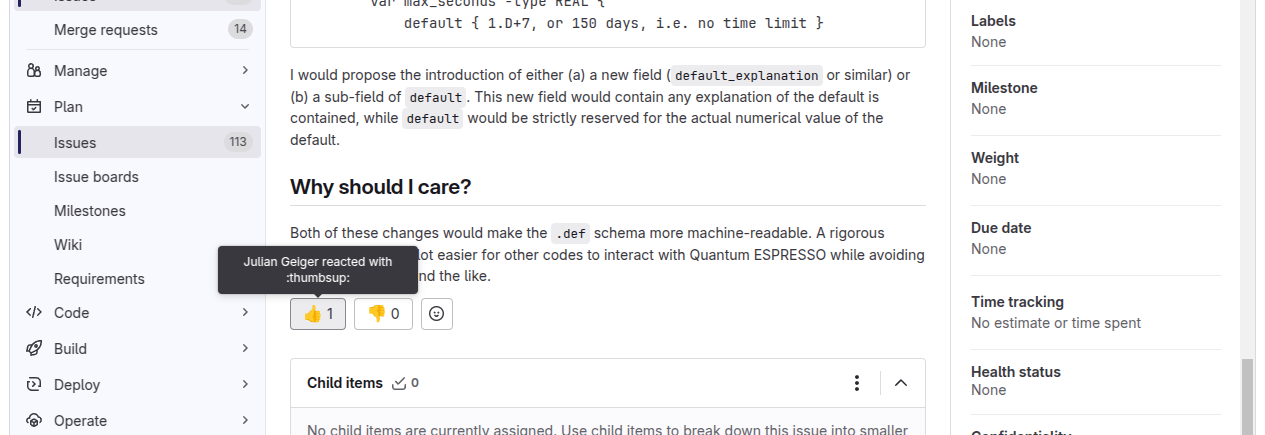 Issues
Merge requests 14
Manage
Plan
Issues 113
Issue boards
Milestones
Wiki
Requirements
Code
Build
Deploy
Operate
var max_seconds -type REAL {
default { 1.D+7, or 150 days, i.e. no time limit }
I would propose the introduction of either (a) a new field ( default_explanation or similar) or
(b) a sub-field of default . This new field would contain any explanation of the default is
contained, while default would be strictly reserved for the actual numerical value of the
default.
Why should I care?
Both of these changes would make the .def schema more machine-readable. A rigorous
lot easier for other codes to interact with Quantum ESPRESSO while avoiding
nd the like.
Julian Geiger reacted with
:thumbsup:
👍 1 👎 0
Child items 0
No child items are currently assigned. Use child items to break down this issue into smaller
Labels
None
Milestone
None
Weight
None
Due date
None
Time tracking
No estimate or time spent
Health status
None
Confidentiality